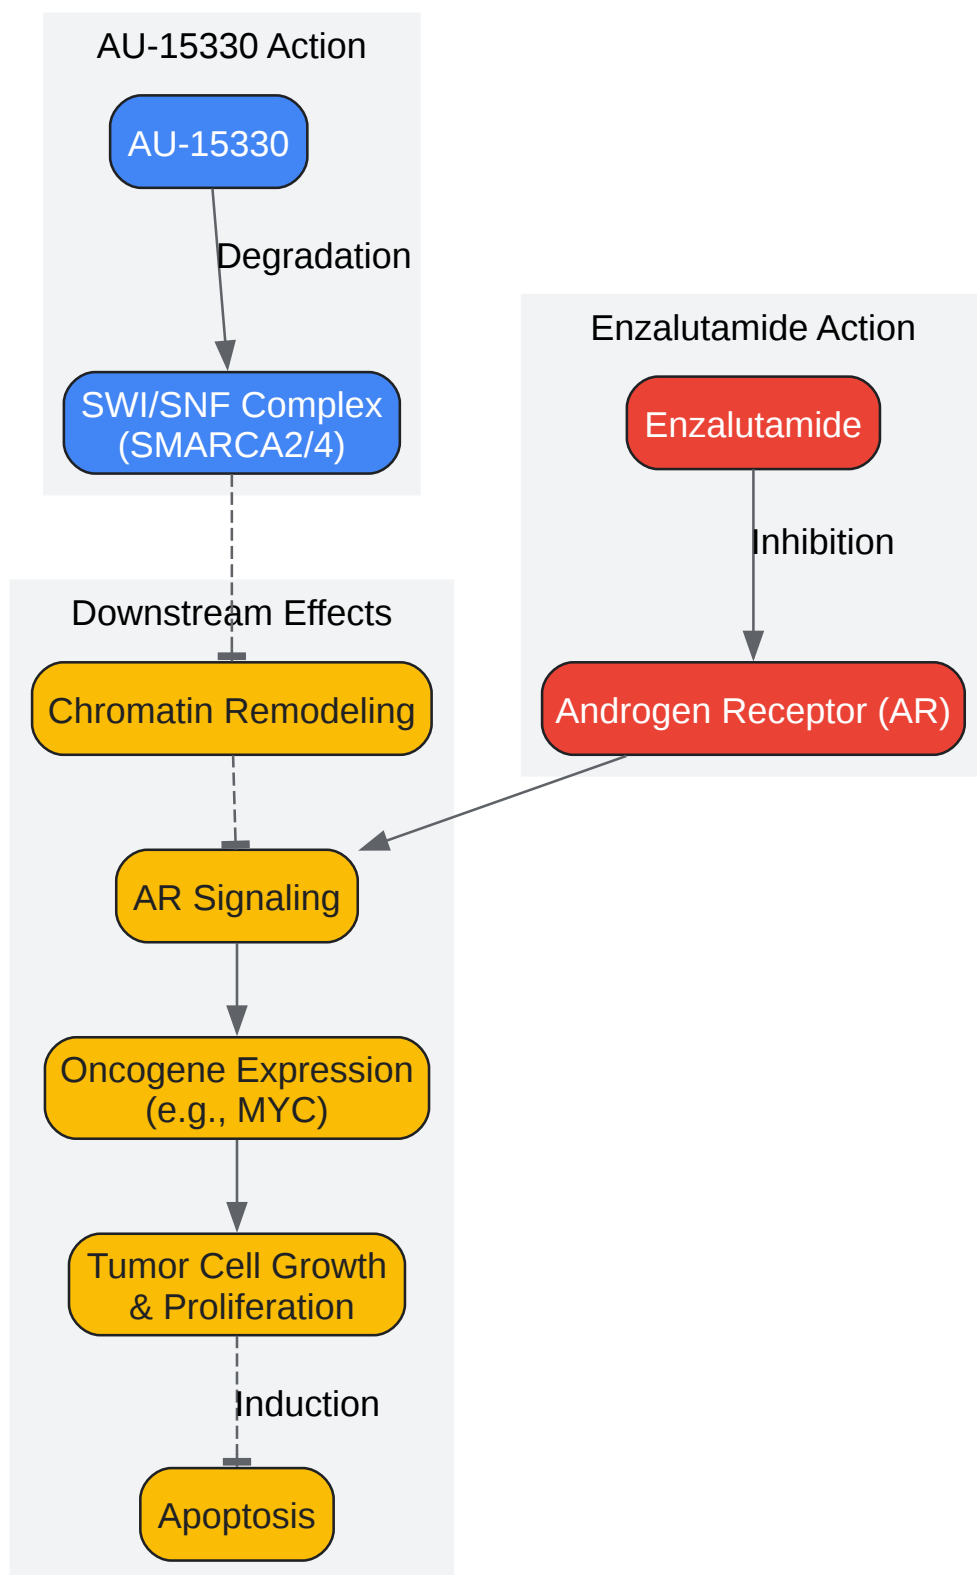 AU-15330 Action
AU-15330
Degradation
SWI/SNF Complex
(SMARCA2/4)
Enzalutamide Action
Enzalutamide
Inhibition
Androgen Receptor (AR)
Downstream Effects
Chromatin Remodeling
AR Signaling
Oncogene Expression
(e.g., MYC)
Tumor Cell Growth
& Proliferation
Induction
Apoptosis